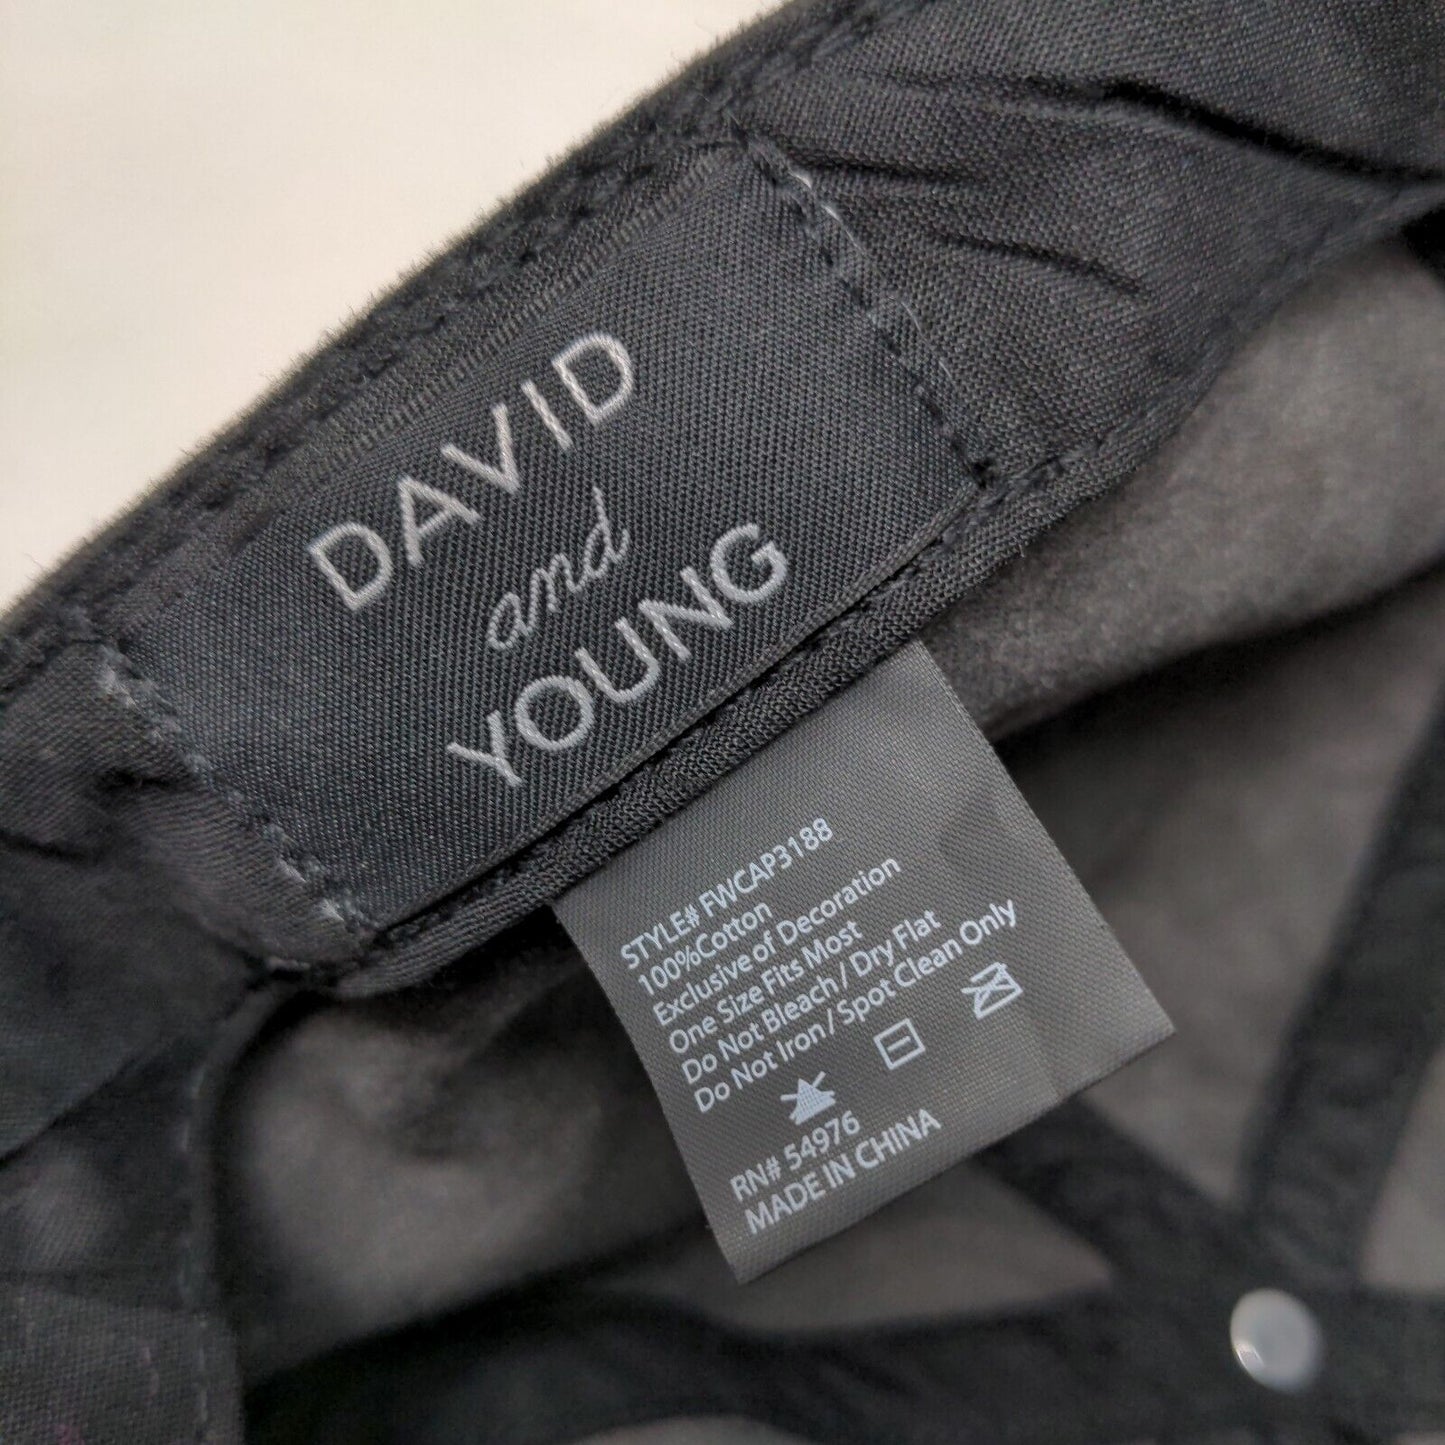 DAVID
and
YOUNG
STYLE# FWCAP3188
100%Cotton
Exclusive of Decoration
One Size Fits Most
Do Not Bleach / Dry Flat
Do Not Iron / Spot Clean Only
RN# 54976
MADE IN CHINA